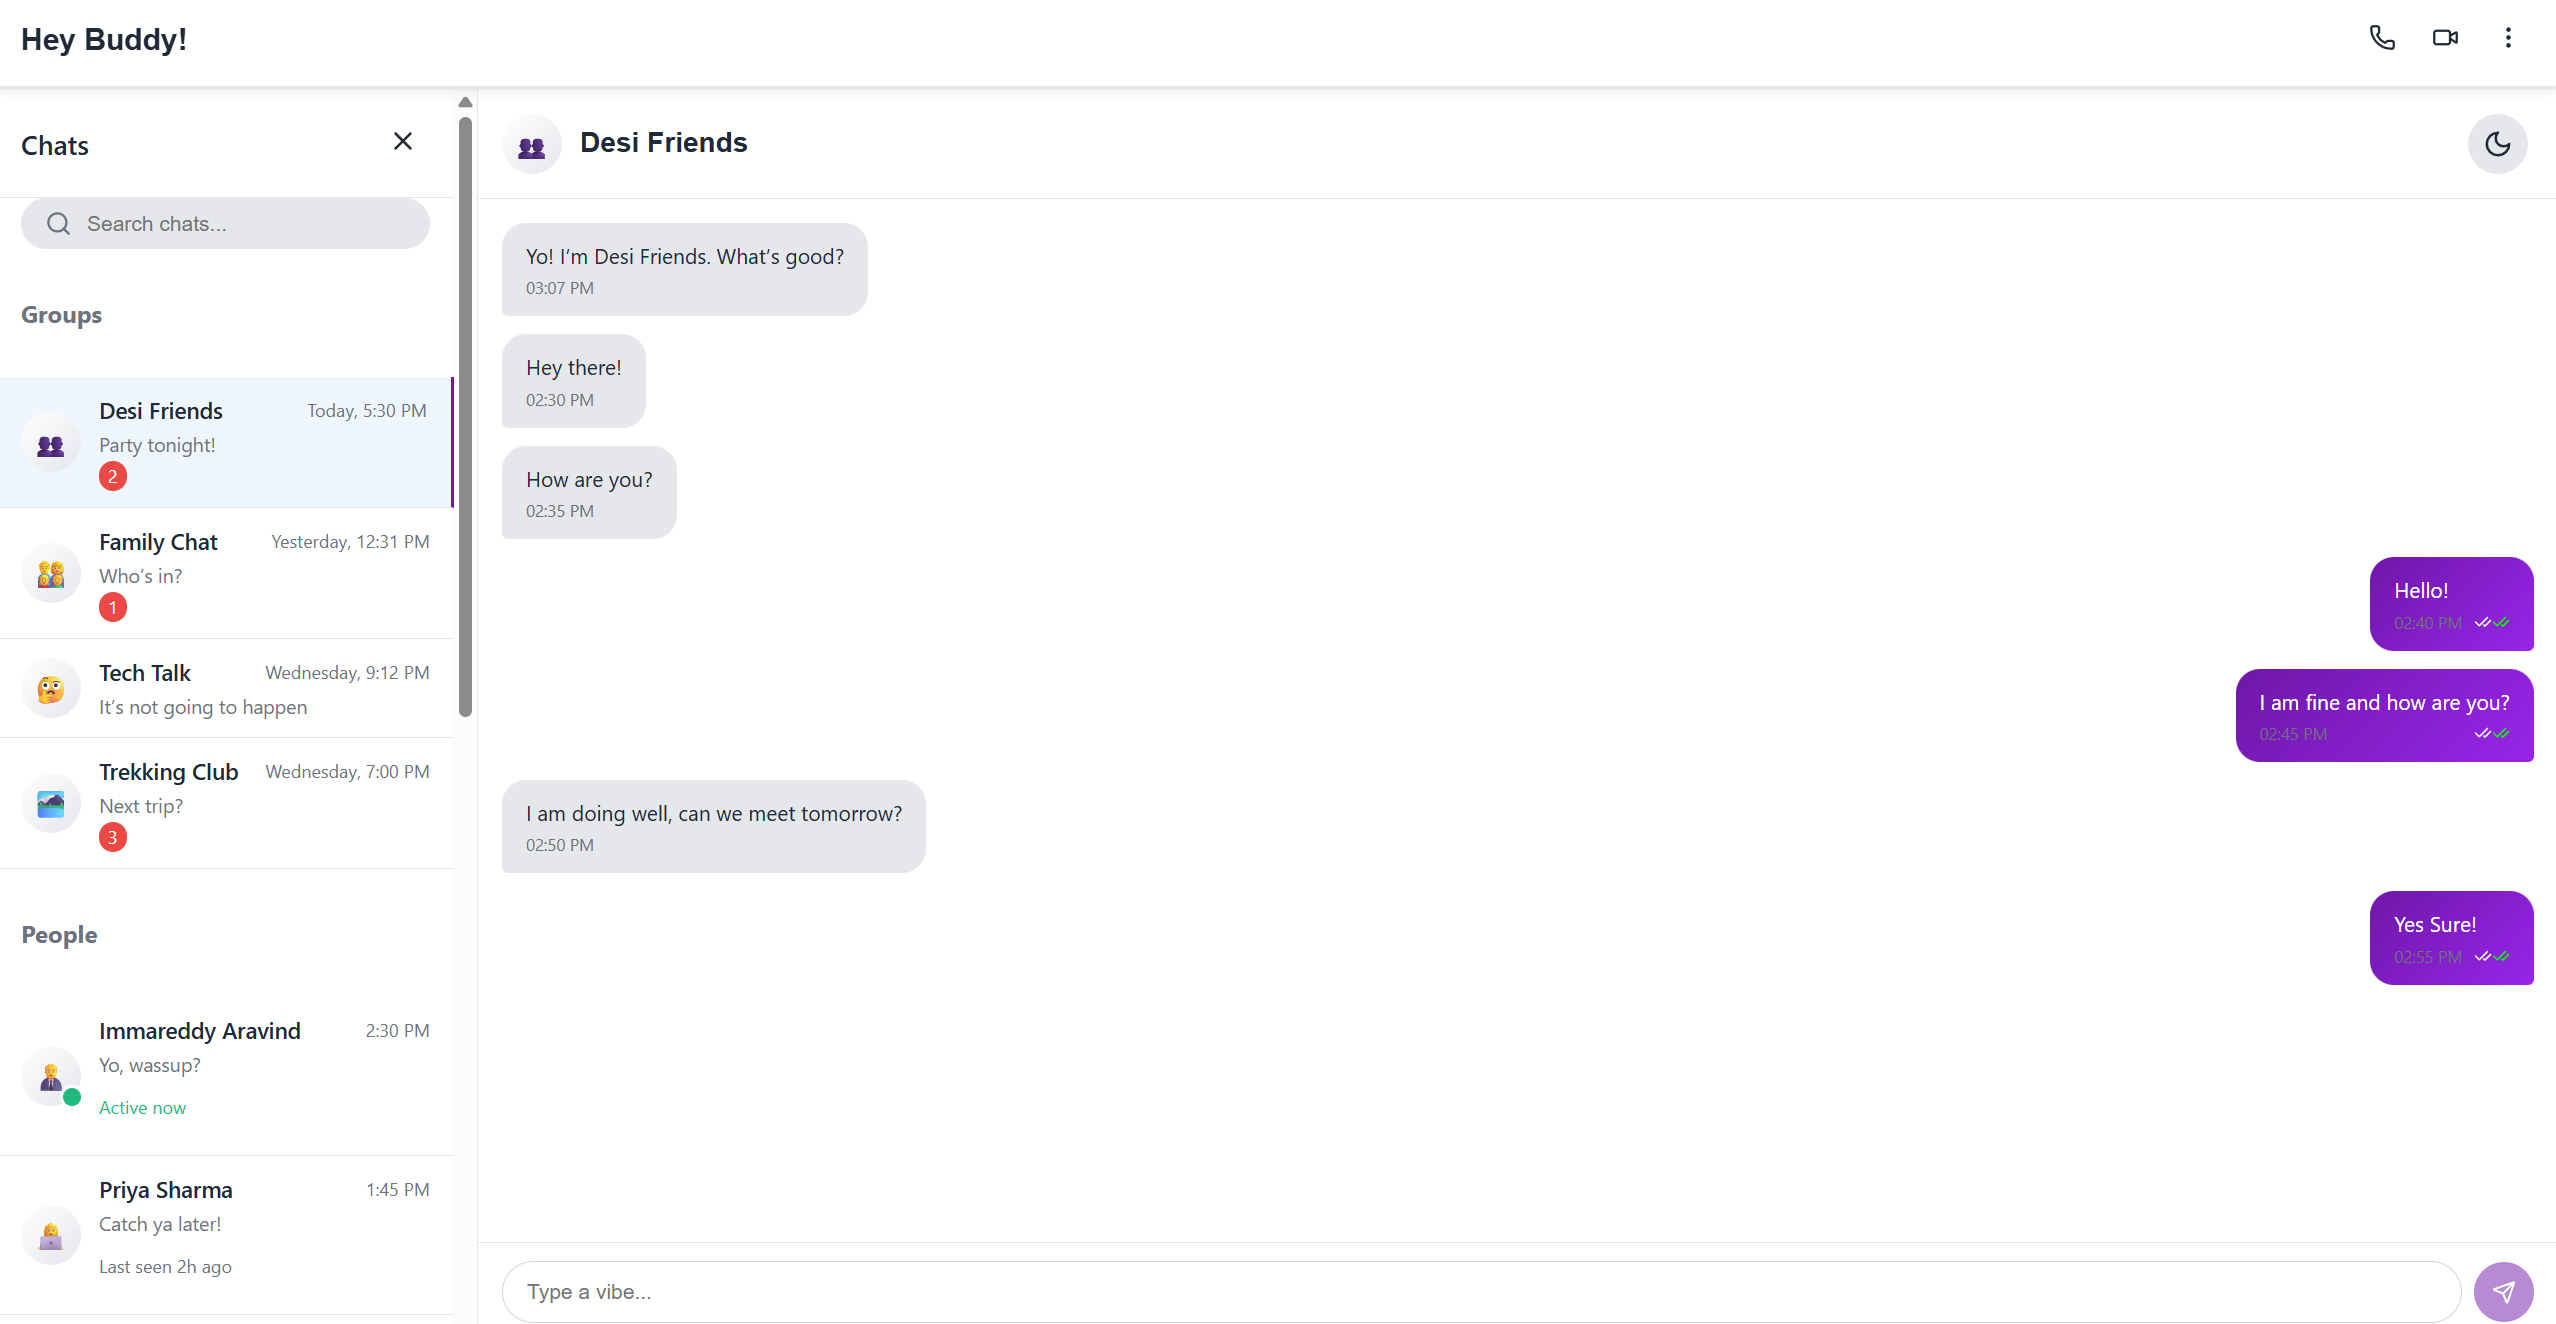 Hey Buddy!
Chats
Search chats...
Groups
Desi Friends
Today, 5:30 PM
Party tonight!
2
Family Chat
Yesterday, 12:31 PM
Who's in?
1
Tech Talk
Wednesday, 9:12 PM
It's not going to happen
Trekking Club
Wednesday, 7:00 PM
Next trip?
3
People
Immareddy Aravind
2:30 PM
Yo, wassup?
Active now
Priya Sharma
1:45 PM
Catch ya later!
Last seen 2h ago
Desi Friends
Yo! I'm Desi Friends. What's good?
03:07 PM
Hey there!
02:30 PM
How are you?
02:35 PM
Hello!
02:40 PM
I am fine and how are you?
02:45 PM
I am doing well, can we meet tomorrow?
02:50 PM
Yes Sure!
02:55 PM
Type a vibe...